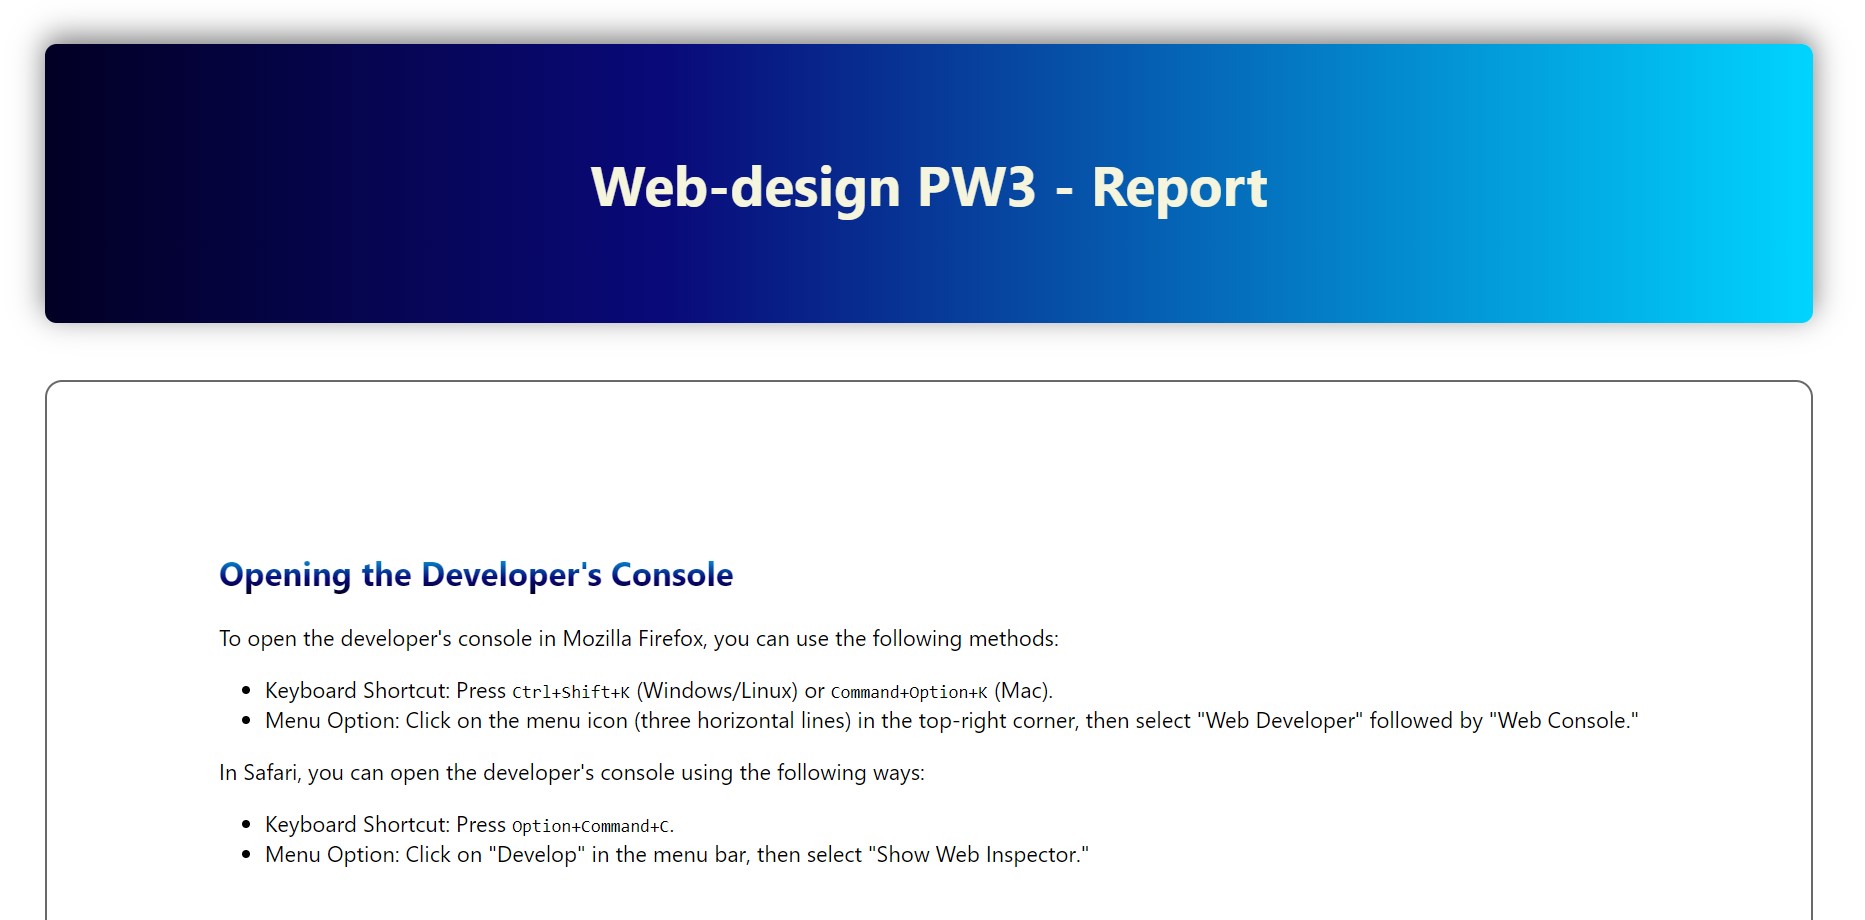 Web-design PW3 - Report
Opening the Developer's Console
To open the developer's console in Mozilla Firefox, you can use the following methods:
• Keyboard Shortcut: Press Ctrl+Shift+K (Windows/Linux) or Command+Option+K (Mac).
• Menu Option: Click on the menu icon (three horizontal lines) in the top-right corner, then select "Web Developer" followed by "Web Console."
In Safari, you can open the developer's console using the following ways:
• Keyboard Shortcut: Press Option+Command+C.
• Menu Option: Click on "Develop" in the menu bar, then select "Show Web Inspector."